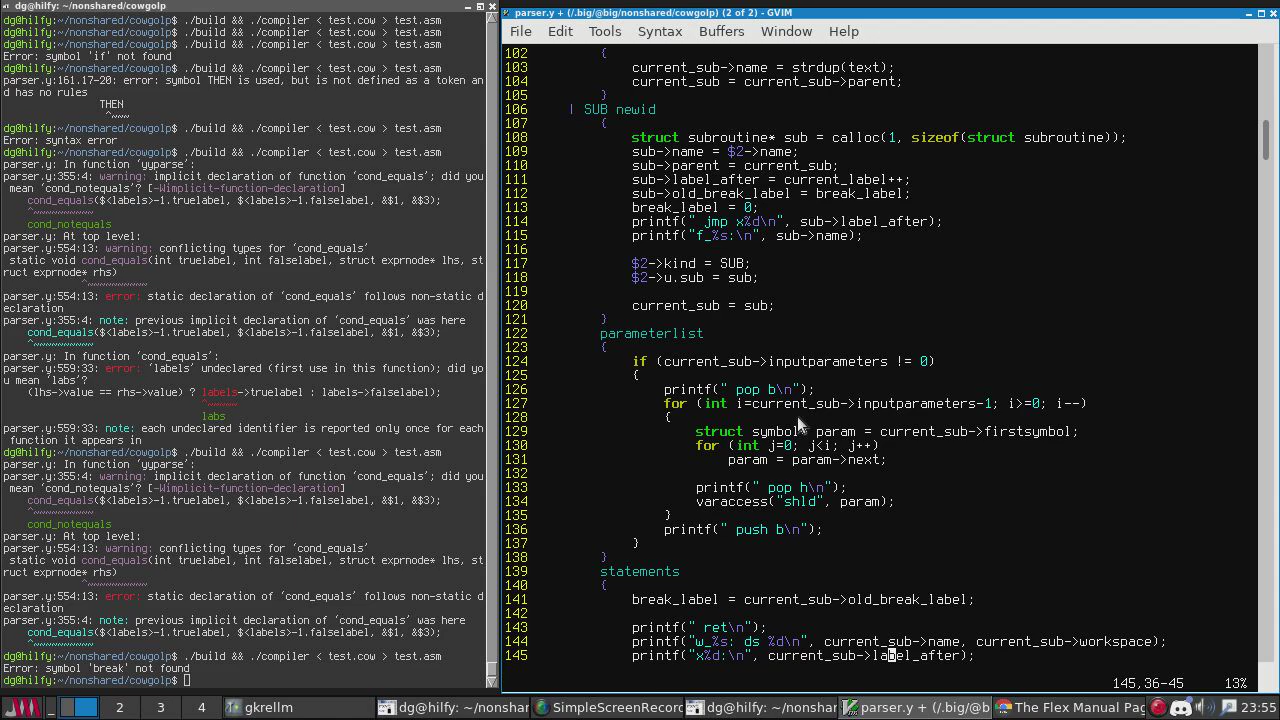 dg@hilfy:~/nonshared/cowgolp
dg@hilfy:~/nonshared/cowgolp$ ./build && ./compiler < test.cow > test.asm
dg@hilfy:~/nonshared/cowgolp$ ./build && ./compiler < test.cow > test.asm
dg@hilfy:~/nonshared/cowgolp$ ./build && ./compiler < test.cow > test.asm
Error: symbol 'if' not found
dg@hilfy:~/nonshared/cowgolp$ ./build && ./compiler < test.cow > test.asm
parser.y:161.17-20: error: symbol THEN is used, but is not defined as a token an
d has no rules
THEN
^~~~
dg@hilfy:~/nonshared/cowgolp$ ./build && ./compiler < test.cow > test.asm
Error: syntax error
dg@hilfy:~/nonshared/cowgolp$ ./build && ./compiler < test.cow > test.asm
parser.y: In function ‘yyparse’:
parser.y:355:4: warning: implicit declaration of function ‘cond_equals’; did you
mean ‘cond_notequals’? [-Wimplicit-function-declaration]
cond_equals($<labels>-1.truelabel, $<labels>-1.falselabel, &$1, &$3);
^~~~~~~~~~~
cond_notequals
parser.y: At top level:
parser.y:554:13: warning: conflicting types for ‘cond_equals’
static void cond_equals(int truelabel, int falselabel, struct exprnode* lhs, st
ruct exprnode* rhs)
^~~~~~~~~~~
parser.y:554:13: error: static declaration of ‘cond_equals’ follows non-static d
eclaration
parser.y:355:4: note: previous implicit declaration of ‘cond_equals’ was here
cond_equals($<labels>-1.truelabel, $<labels>-1.falselabel, &$1, &$3);
^~~~~~~~~~~
parser.y: In function ‘cond_equals’:
parser.y:559:33: error: ‘labels’ undeclared (first use in this function); did yo
u mean ‘labs’?
(lhs->value == rhs->value) ? labels->truelabel : labels->falselabel);
^~~~~~
labs
parser.y:559:33: note: each undeclared identifier is reported only once for each
function it appears in
dg@hilfy:~/nonshared/cowgolp$ ./build && ./compiler < test.cow > test.asm
parser.y: In function ‘yyparse’:
parser.y:355:4: warning: implicit declaration of function ‘cond_equals’; did you
mean ‘cond_notequals’? [-Wimplicit-function-declaration]
cond_equals($<labels>-1.truelabel, $<labels>-1.falselabel, &$1, &$3);
^~~~~~~~~~~
cond_notequals
parser.y: At top level:
parser.y:554:13: warning: conflicting types for ‘cond_equals’
static void cond_equals(int truelabel, int falselabel, struct exprnode* lhs, st
ruct exprnode* rhs)
^~~~~~~~~~~
parser.y:554:13: error: static declaration of ‘cond_equals’ follows non-static d
eclaration
parser.y:355:4: note: previous implicit declaration of ‘cond_equals’ was here
cond_equals($<labels>-1.truelabel, $<labels>-1.falselabel, &$1, &$3);
^~~~~~~~~~~
dg@hilfy:~/nonshared/cowgolp$ ./build && ./compiler < test.cow > test.asm
Error: symbol 'break' not found
dg@hilfy:~/nonshared/cowgolp$
parser.y + (/.big/@big/nonshared/cowgolp) (2 of 2) - GVIM
File Edit Tools Syntax Buffers Window Help
102 {
103 current_sub->name = strdup(text);
104 current_sub = current_sub->parent;
105 }
106 | SUB newid
107 {
108 struct subroutine* sub = calloc(1, sizeof(struct subroutine));
109 sub->name = $2->name;
110 sub->parent = current_sub;
111 sub->label_after = current_label++;
112 sub->old_break_label = break_label;
113 break_label = 0;
114 printf(" jmp x%d\n", sub->label_after);
115 printf("f_%s:\n", sub->name);
116
117 $2->kind = SUB;
118 $2->u.sub = sub;
119
120 current_sub = sub;
121 }
122 parameterlist
123 {
124 if (current_sub->inputparameters != 0)
125 {
126 printf(" pop b\n");
127 for (int i=current_sub->inputparameters-1; i>=0; i--)
128 {
129 struct symbol* param = current_sub->firstsymbol;
130 for (int j=0; j<i; j++)
131 param = param->next;
132
133 printf(" pop h\n");
134 varaccess("shld", param);
135 }
136 printf(" push b\n");
137 }
138 }
139 statements
140 {
141 break_label = current_sub->old_break_label;
142
143 printf(" ret\n");
144 printf("w_%s: ds %d\n", current_sub->name, current_sub->workspace);
145 printf("x%d:\n", current_sub->label_after);
145,36-45 13%
2 3 4 gkrellm dg@hilfy:~/nonshar SimpleScreenRecor dg@hilfy:~/nonshar parser.y + (/.big/@b The Flex Manual Pag 23:55